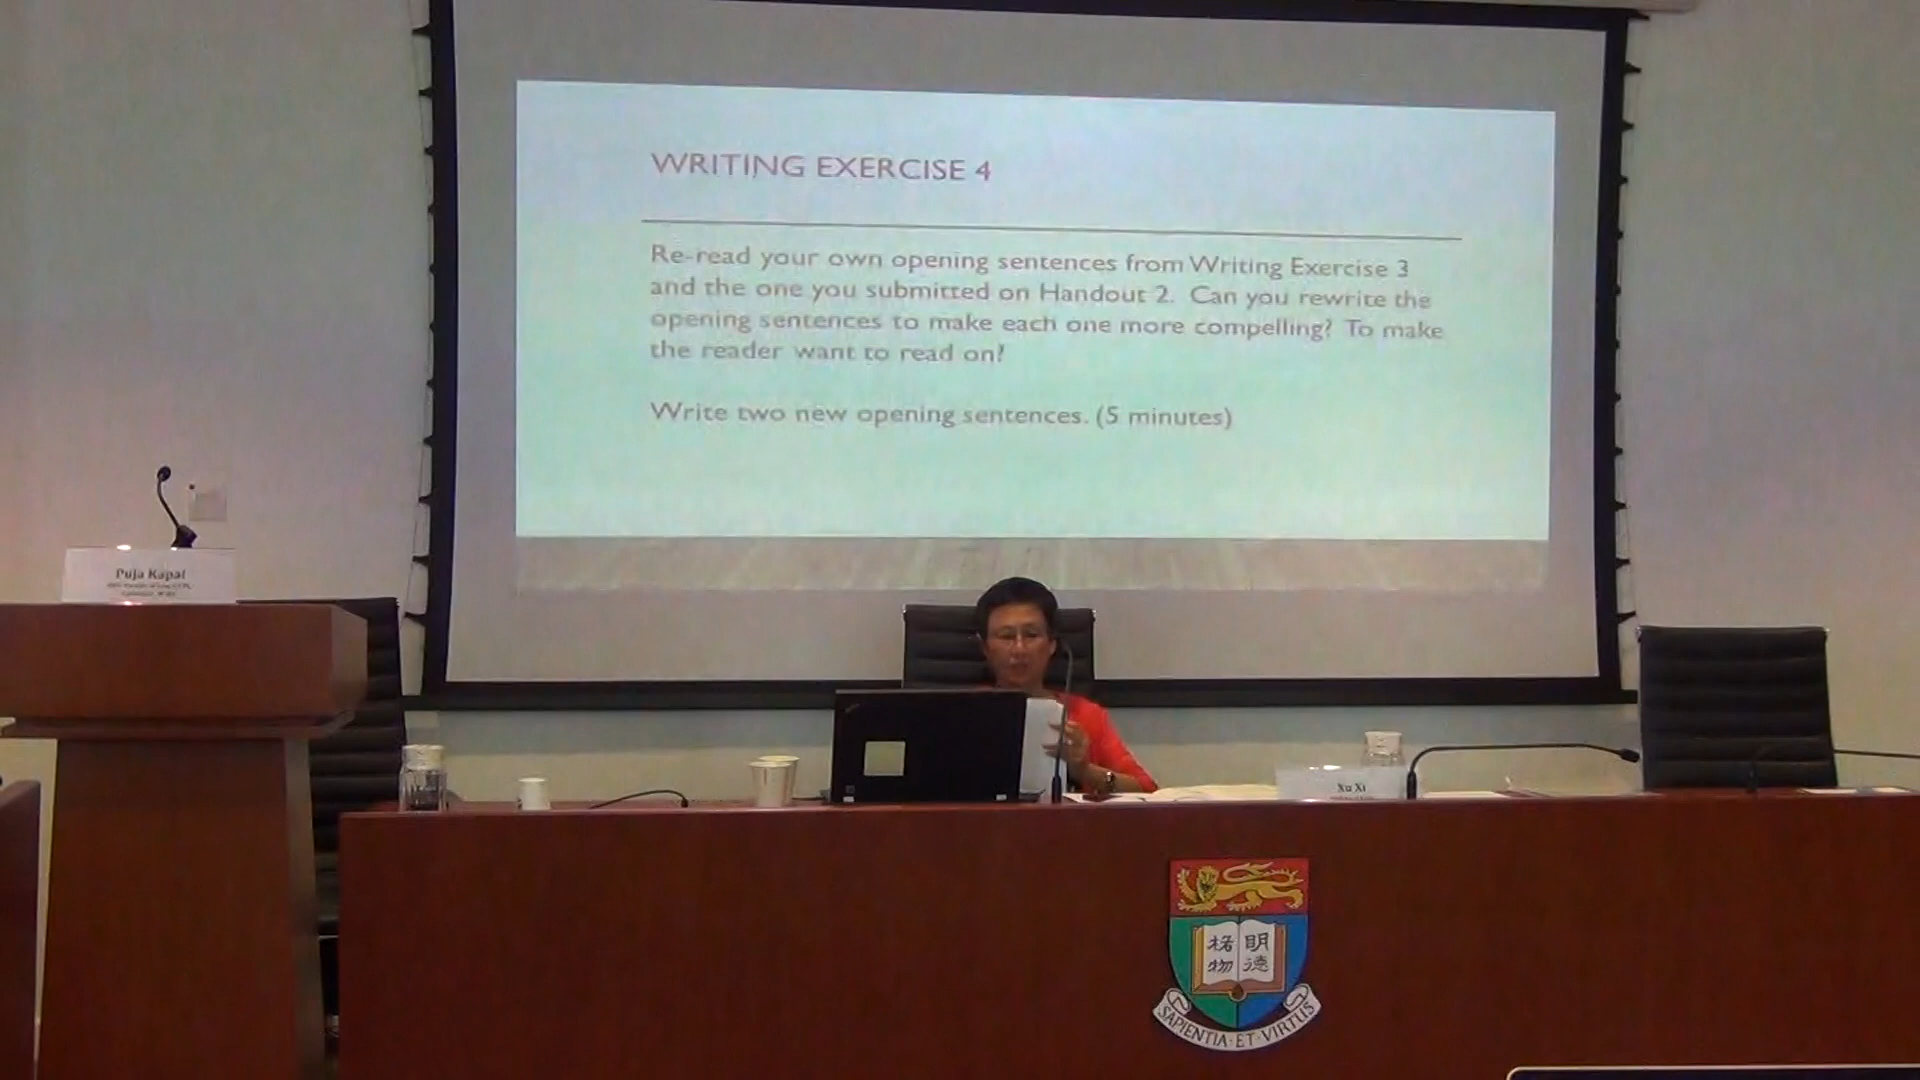 WRITING EXERCISE 4
Re-read your own opening sentences from Writing Exercise 3
and the one you submitted on Handout 2. Can you rewrite the
opening sentences to make each one more compelling? To make
the reader want to read on?
Write two new opening sentences. (5 minutes)
Puja Kapai
Xu Xi
明德
格物
SAPIENTIA·ET·VIRTUS